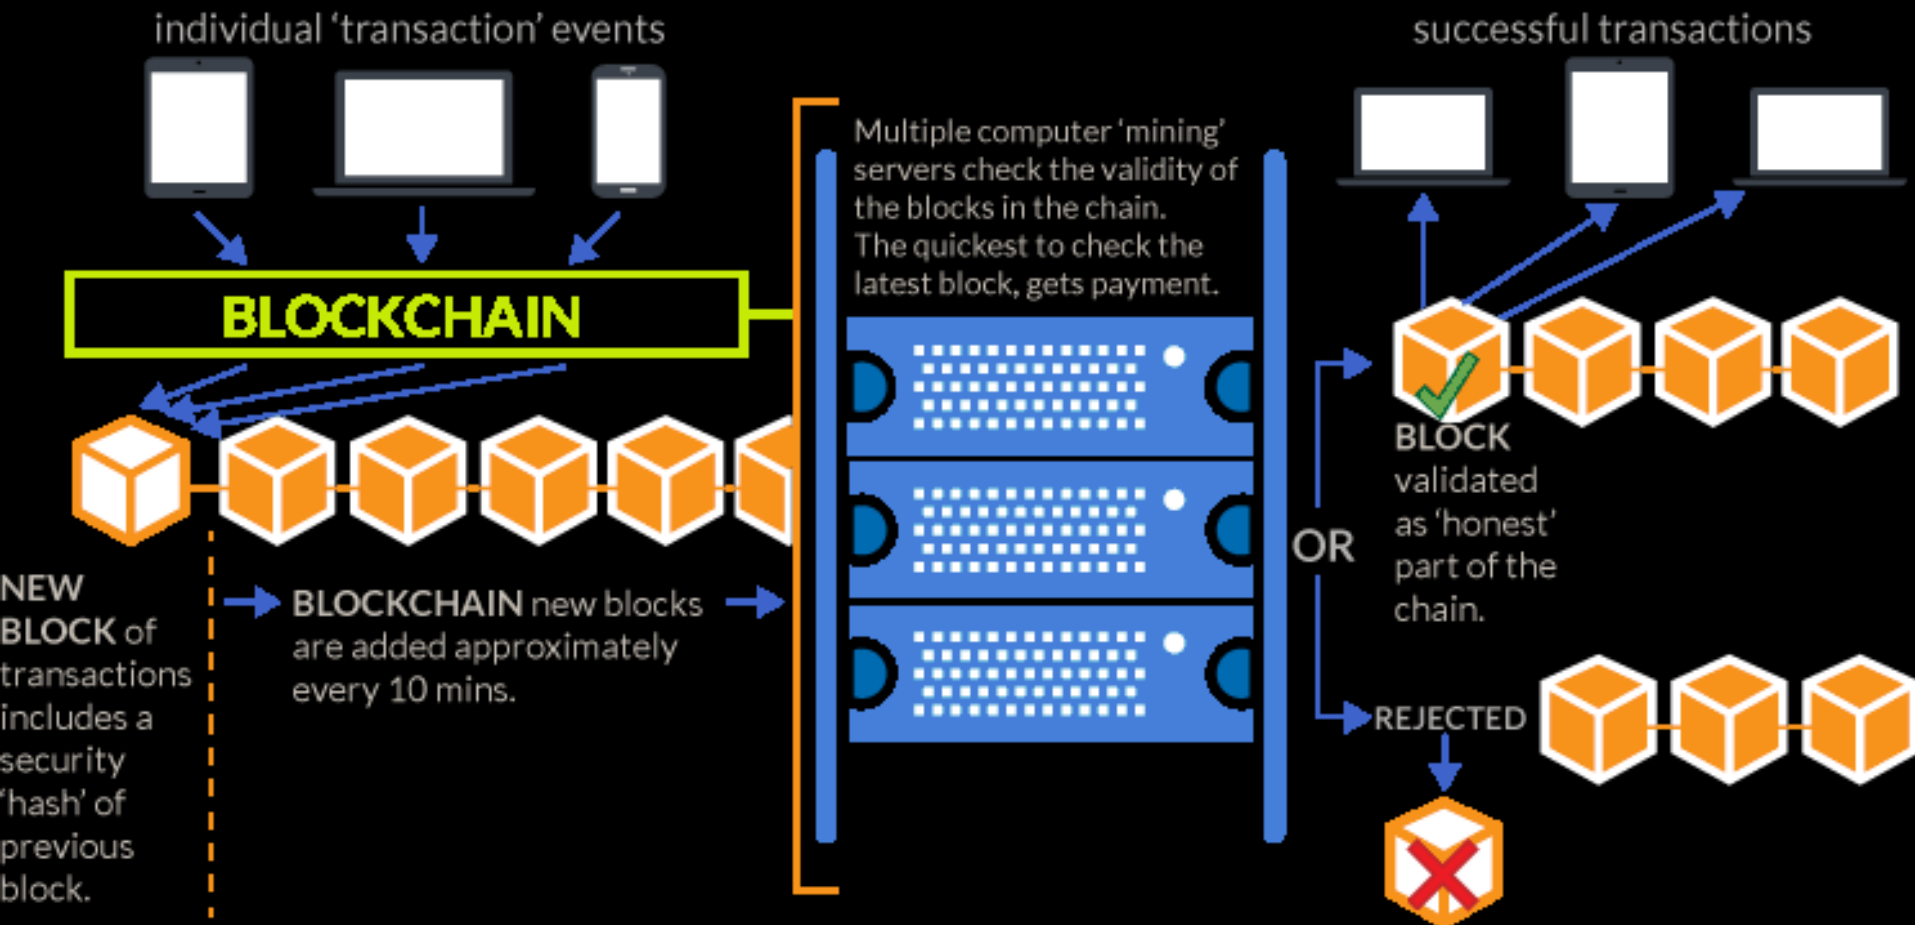 individual ‘transaction’ events
BLOCKCHAIN
NEW
BLOCK of
transactions
includes a
security
‘hash’ of
previous
block.
BLOCKCHAIN new blocks
are added approximately
every 10 mins.
Multiple computer ‘mining’
servers check the validity of
the blocks in the chain.
The quickest to check the
latest block, gets payment.
OR
successful transactions
BLOCK
validated
as ‘honest’
part of the
chain.
REJECTED